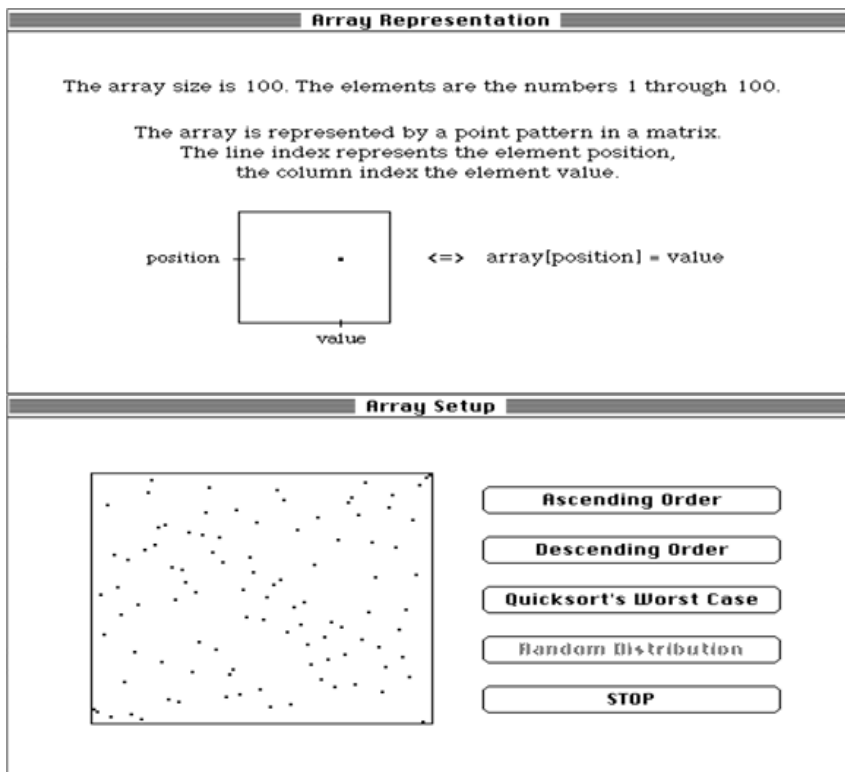 Array Representation
The array size is 100. The elements are the numbers 1 through 100.
The array is represented by a point pattern in a matrix.
The line index represents the element position,
the column index the element value.
position
<=> array[position] = value
value
Array Setup
Ascending Order
Descending Order
Quicksort's Worst Case
Random Distribution
STOP